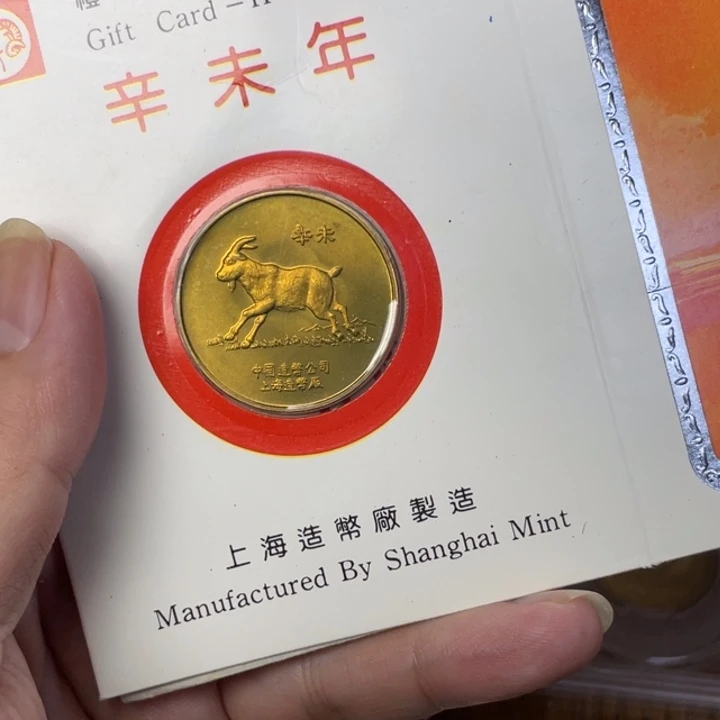 Gift Card
辛未年
辛未
中國造幣公司
上海造幣廠
上海造幣廠製造
Manufactured By Shanghai Mint